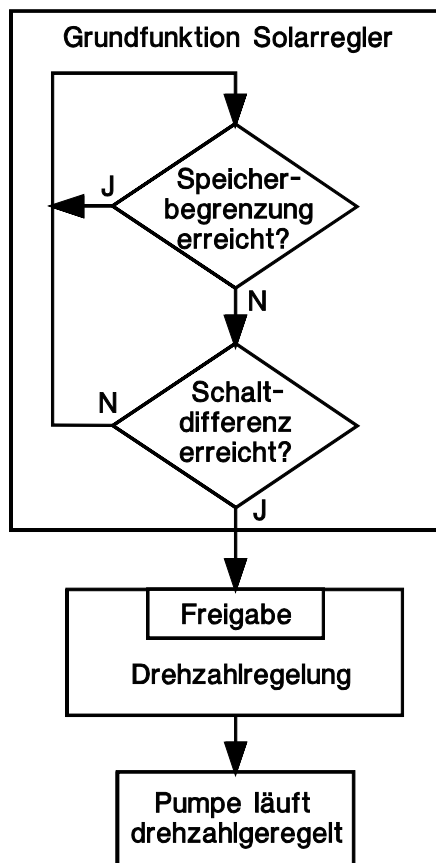 Grundfunktion Solarregler
J
Speicher-
begrenzung
erreicht?
N
N
Schalt-
differenz
erreicht?
J
Freigabe
Drehzahlregelung
Pumpe läuft
drehzahlgeregelt